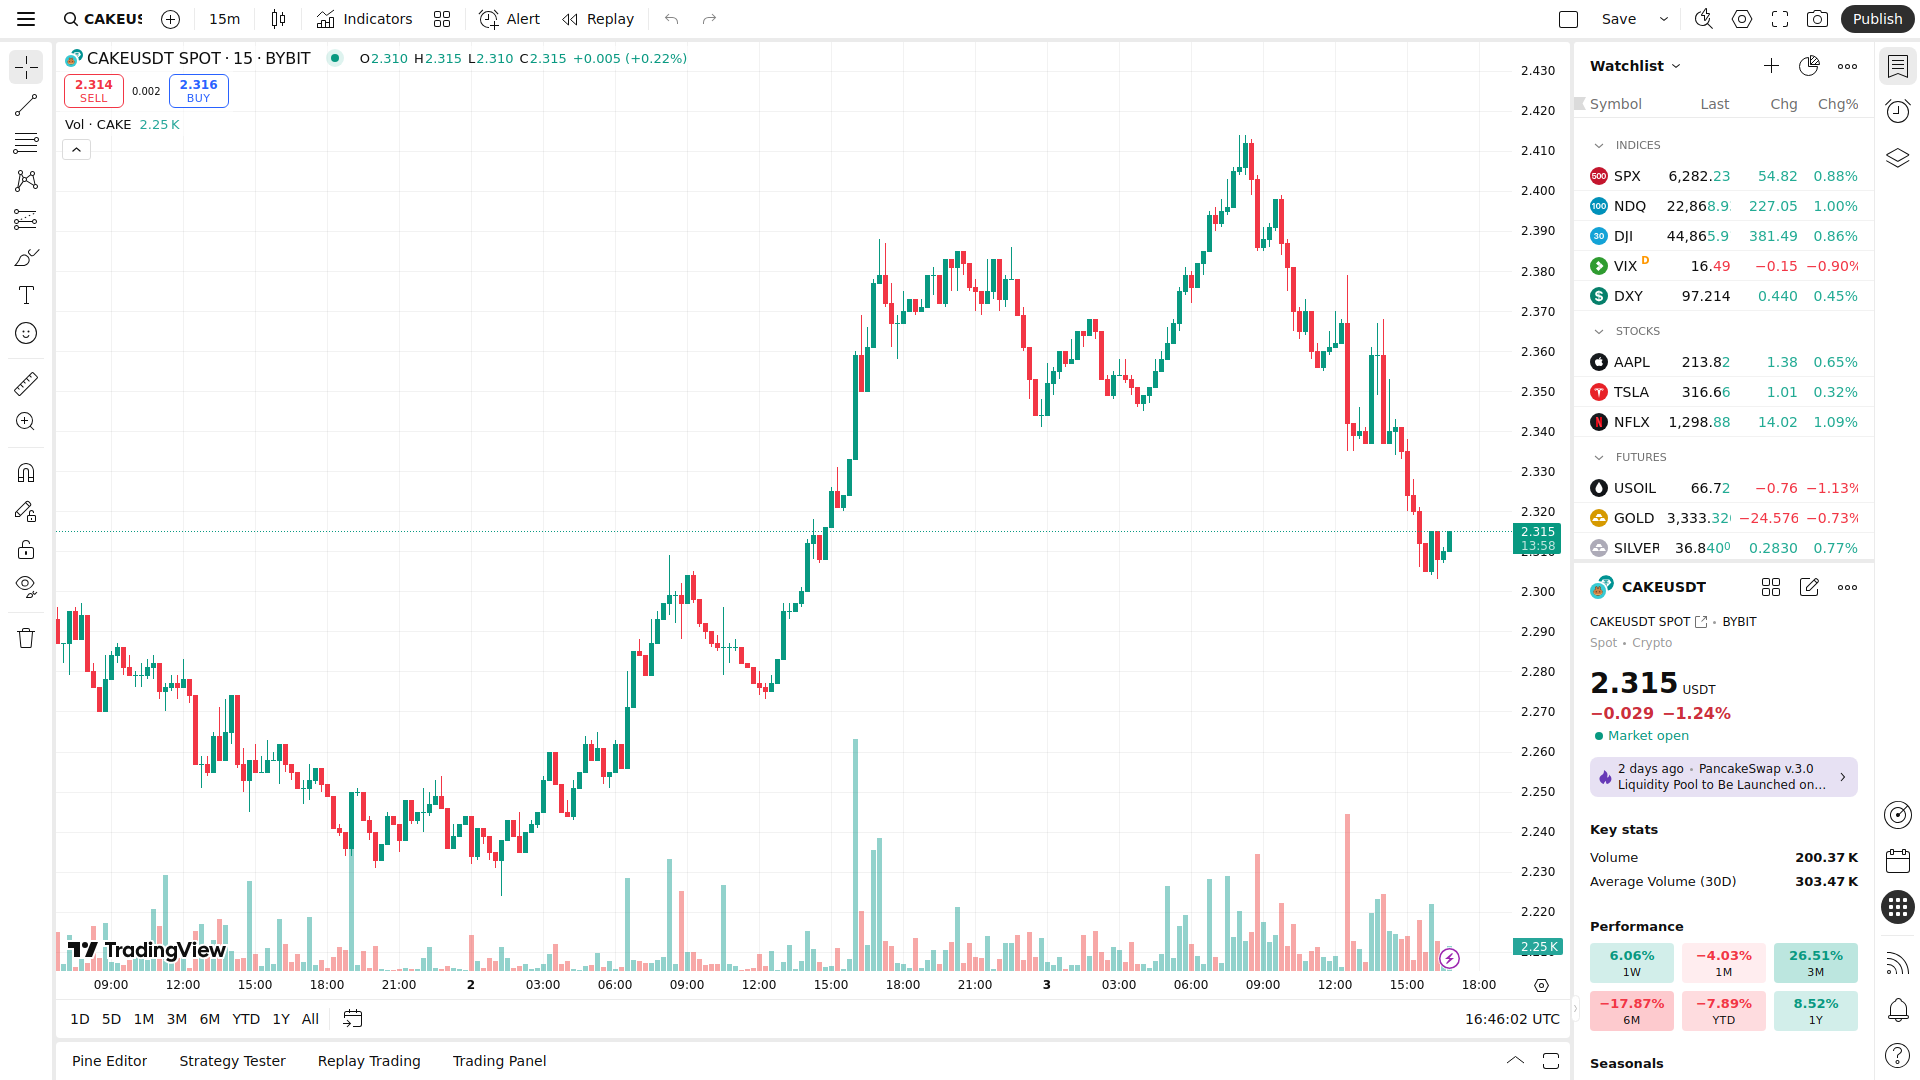 CAKEUS
15m
Indicators
Alert
Replay
Save
Publish
CAKEUSDT SPOT · 15 · BYBIT
O2.310 H2.315 L2.310 C2.315 +0.005 (+0.22%)
2.314
SELL
0.002
2.316
BUY
Vol · CAKE 2.25 K
2.430
2.420
2.410
2.400
2.390
2.380
2.370
2.360
2.350
2.340
2.330
2.320
2.315
13:58
2.300
2.290
2.280
2.270
2.260
2.250
2.240
2.230
2.220
2.25 K
TradingView
09:00 12:00 15:00 18:00 21:00 2 03:00 06:00 09:00 12:00 15:00 18:00 21:00 3 03:00 06:00 09:00 12:00 15:00 18:00
1D 5D 1M 3M 6M YTD 1Y All
16:46:02 UTC
Pine Editor Strategy Tester Replay Trading Trading Panel
Watchlist
Symbol Last Chg Chg%
INDICES
500 SPX 6,282.23 54.82 0.88%
100 NDQ 22,868.9 227.05 1.00%
30 DJI 44,865.9 381.49 0.86%
VIX D 16.49 −0.15 −0.90%
DXY 97.214 0.440 0.45%
STOCKS
AAPL 213.82 1.38 0.65%
TSLA 316.66 1.01 0.32%
NFLX 1,298.88 14.02 1.09%
FUTURES
USOIL 66.72 −0.76 −1.13%
GOLD 3,333.32 −24.576 −0.73%
SILVER 36.8400 0.2830 0.77%
CAKEUSDT
CAKEUSDT SPOT • BYBIT
Spot • Crypto
2.315 USDT
−0.029 −1.24%
Market open
2 days ago • PancakeSwap v.3.0
Liquidity Pool to Be Launched on...
Key stats
Volume 200.37 K
Average Volume (30D) 303.47 K
Performance
6.06% −4.03% 26.51%
1W 1M 3M
−17.87% −7.89% 8.52%
6M YTD 1Y
Seasonals